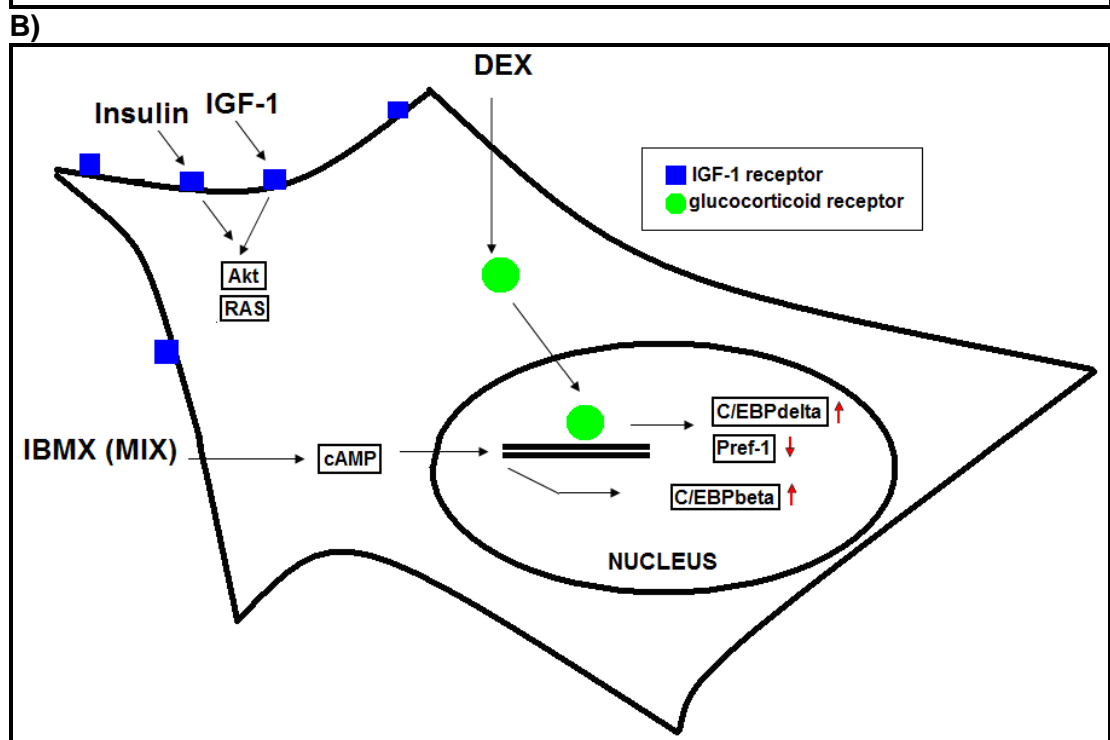 B)
DEX
Insulin
IGF-1
IGF-1 receptor
glucocorticoid receptor
Akt
RAS
C/EBPdelta
Pref-1
IBMX (MIX)
cAMP
C/EBPbeta
NUCLEUS